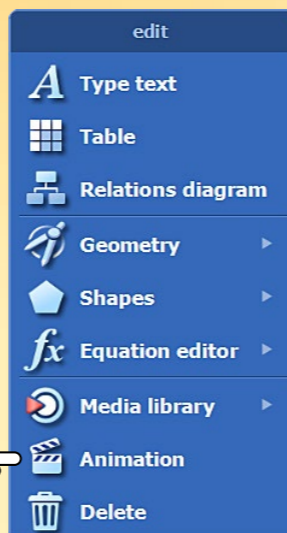 edit
Type text
Table
Relations diagram
Geometry
Shapes
Equation editor
Media library
Animation
Delete